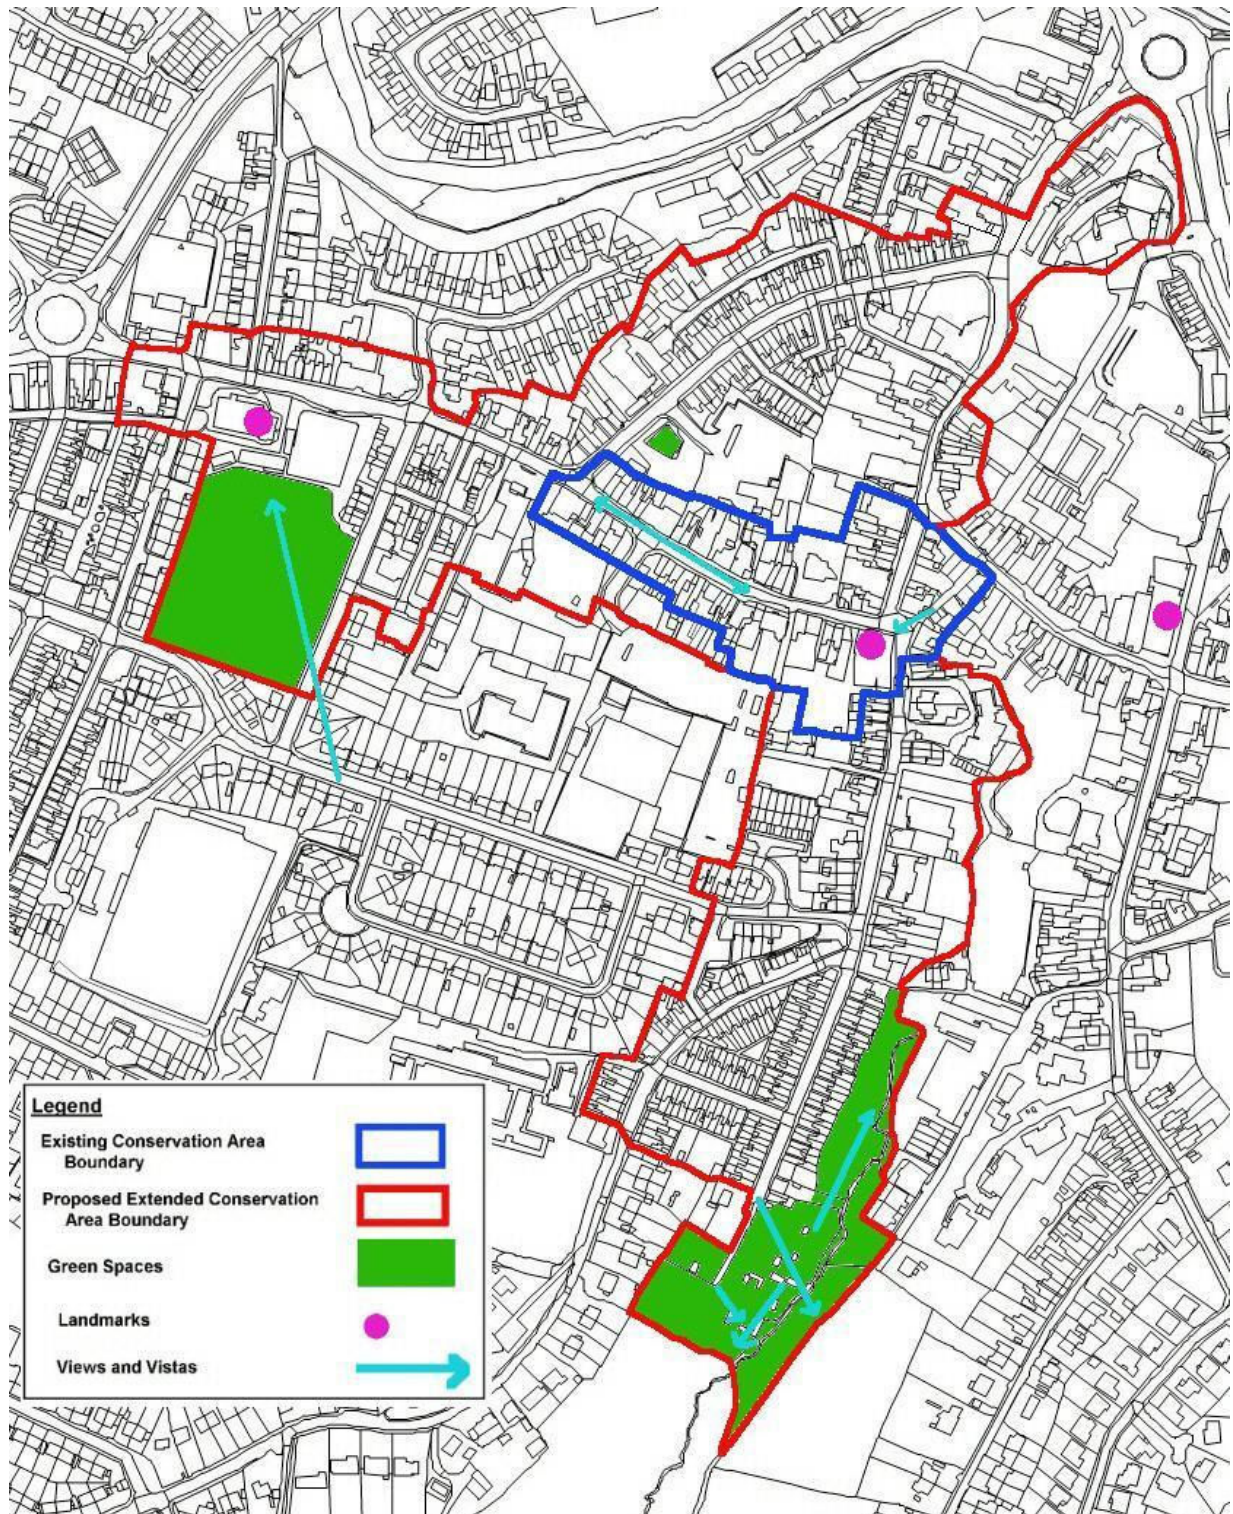 Legend
Existing Conservation Area
Boundary
Proposed Extended Conservation
Area Boundary
Green Spaces
Landmarks
Views and Vistas